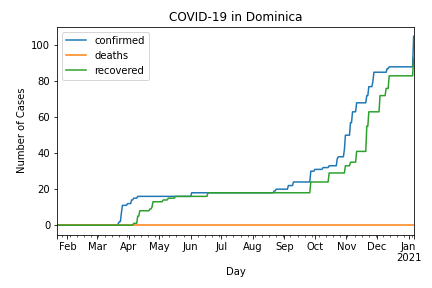 COVID-19 in Dominica
confirmed
deaths
recovered
Number of Cases
100
80
60
40
20
0
Feb Mar Apr May Jun Jul Aug Sep Oct Nov Dec Jan
2021
Day